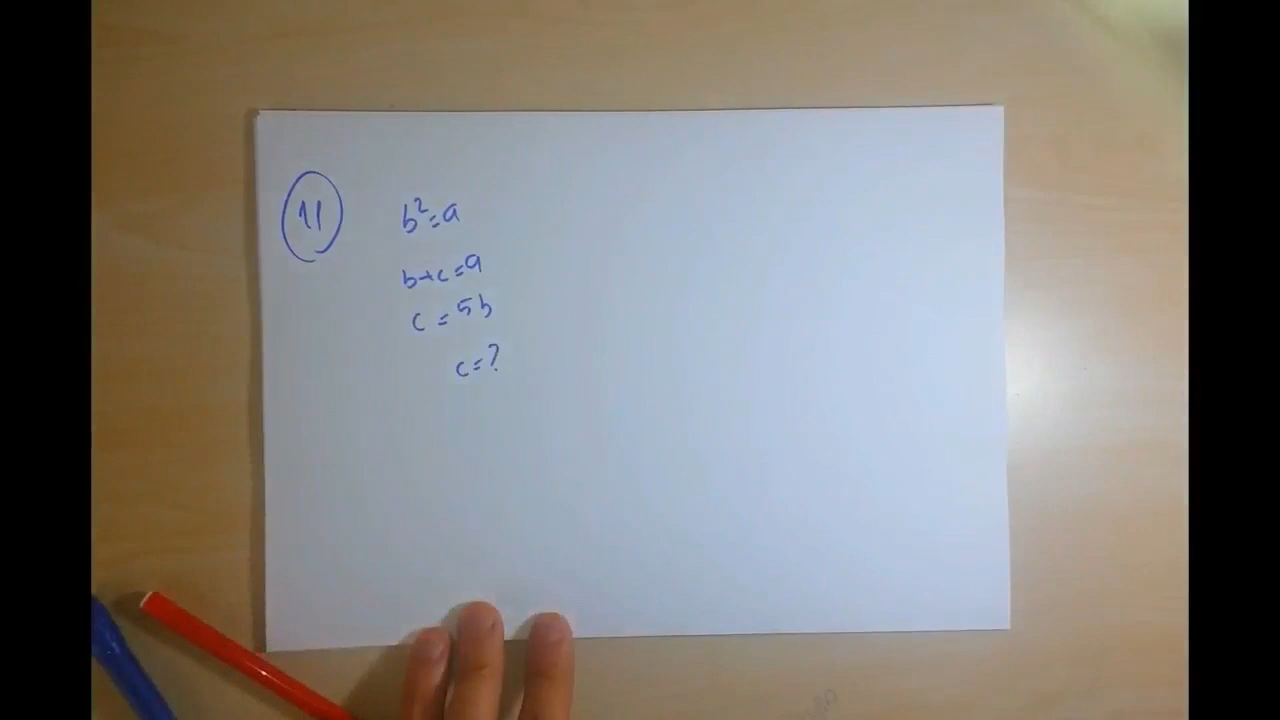 11
b²=a
b+c=a
c=5b
c=?